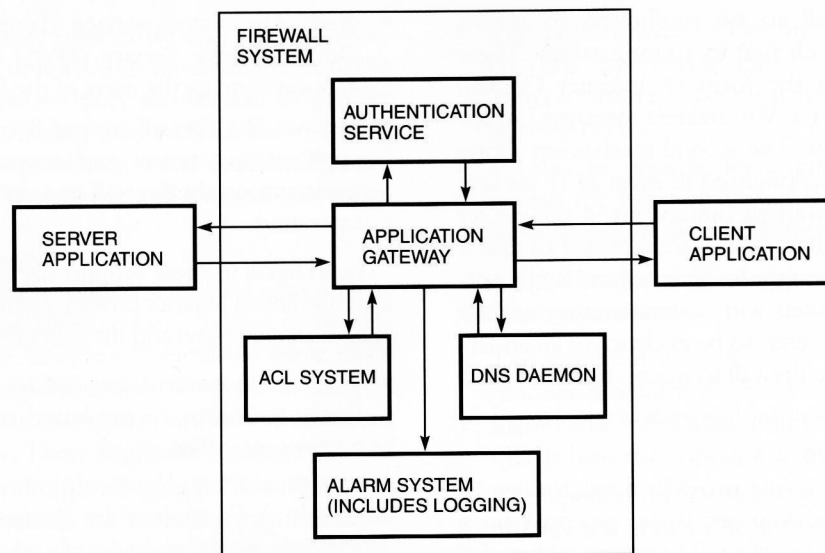 FIREWALL
SYSTEM
AUTHENTICATION
SERVICE
SERVER
APPLICATION
APPLICATION
GATEWAY
CLIENT
APPLICATION
ACL SYSTEM
DNS DAEMON
ALARM SYSTEM
(INCLUDES LOGGING)